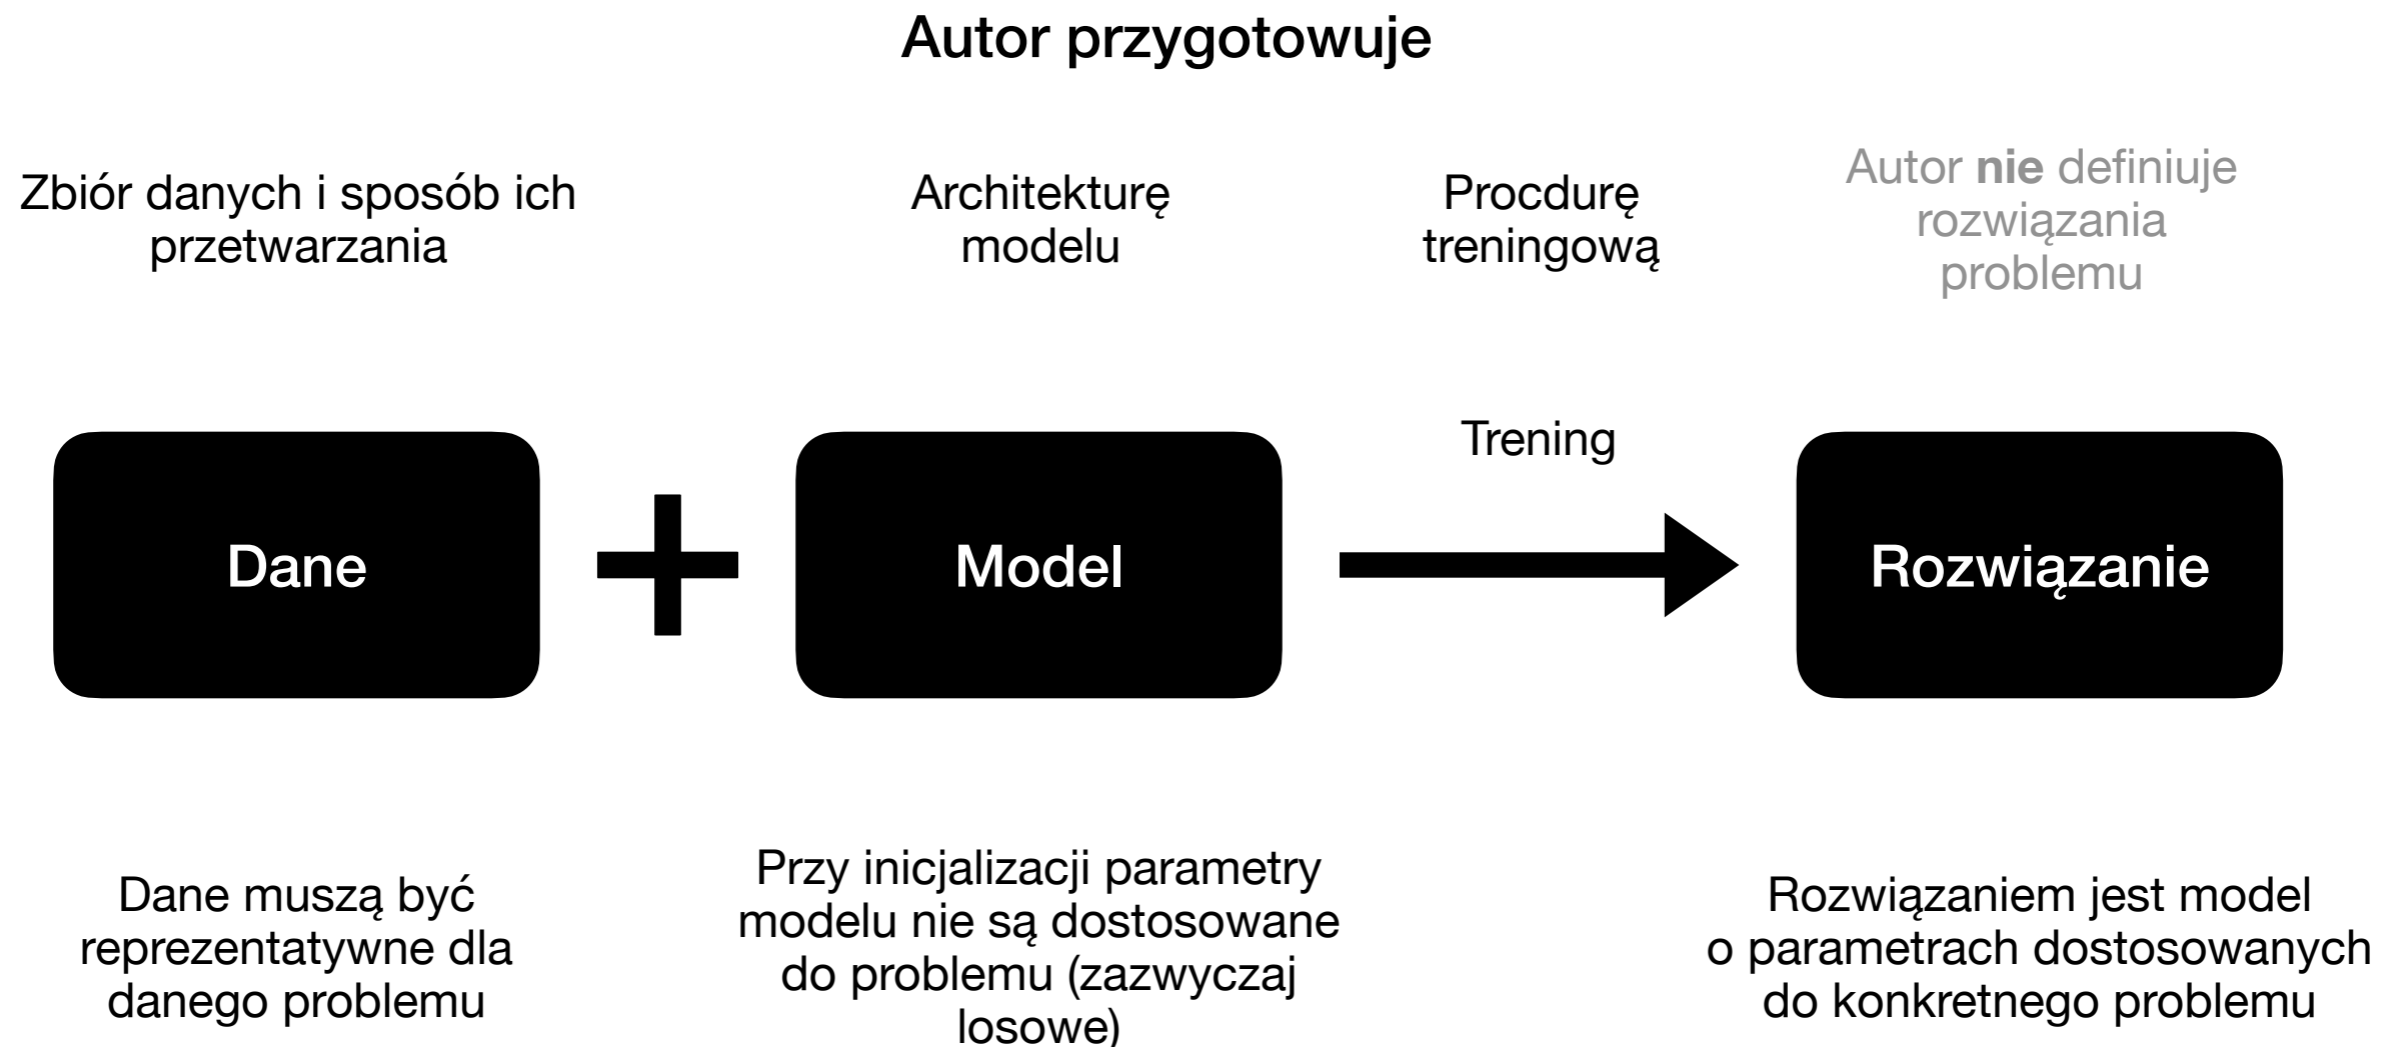 Autor przygotowuje
Zbiór danych i sposób ich
przetwarzania
Architekturę
modelu
Procdurę
treningową
Autor nie definiuje
rozwiązania
problemu
Dane
Model
Trening
Rozwiązanie
Dane muszą być
reprezentatywne dla
danego problemu
Przy inicjalizacji parametry
modelu nie są dostosowane
do problemu (zazwyczaj
losowe)
Rozwiązaniem jest model
o parametrach dostosowanych
do konkretnego problemu